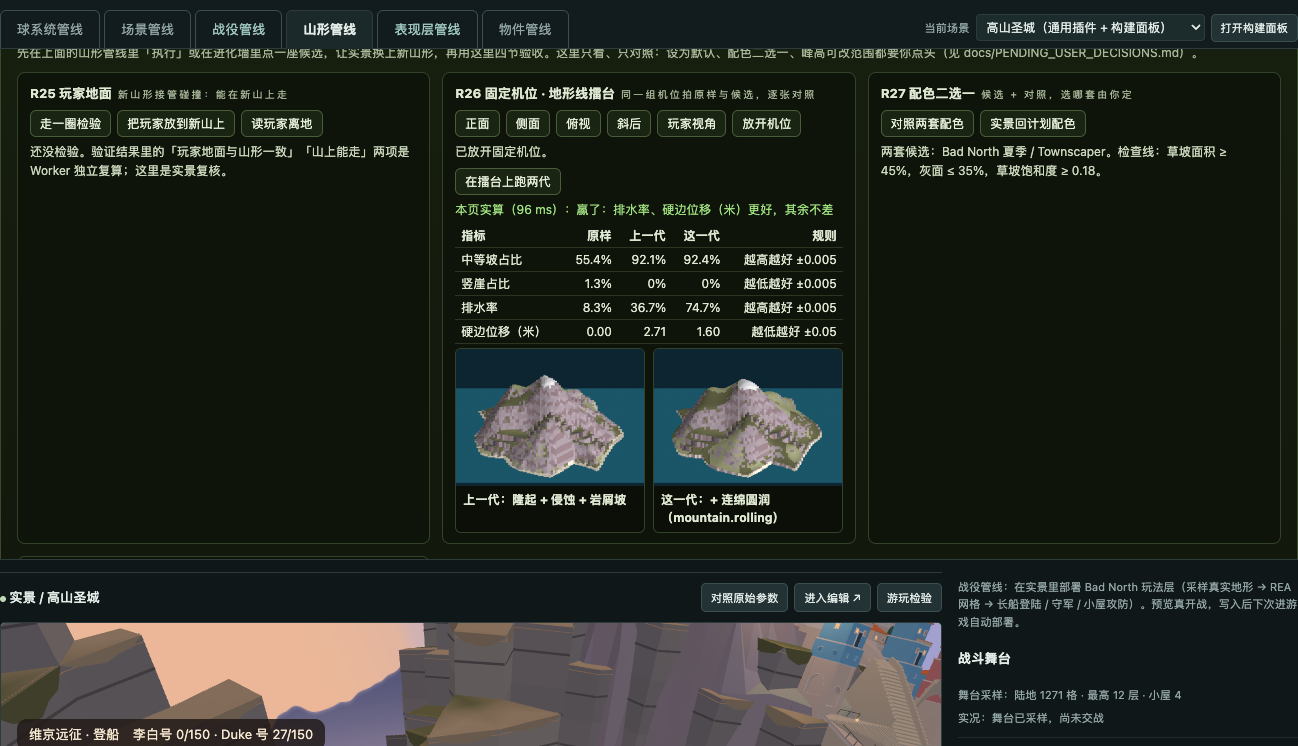 球系统管线 场景管线 战役管线 山形管线 表现层管线 物件管线 当前场景 高山圣城（通用插件 + 构建面板） 打开构建面板
先在上面的山形管线里「执行」或在进化墙里点一座候选，让实景换上新山形，再用这里四节验收。这里只看、只对照：设为默认、配色二选一、峰高可改范围都要你点头（见 docs/PENDING_USER_DECISIONS.md）。
R25 玩家地面 新山形接管碰撞：能在新山上走
走一圈检验 把玩家放到新山上 读玩家离地
还没检验。验证结果里的「玩家地面与山形一致」「山上能走」两项是
Worker 独立复算；这里是实景复核。
R26 固定机位 · 地形线擂台 同一组机位拍原样与候选，逐张对照
正面 侧面 俯视 斜后 玩家视角 放开机位
已放开固定机位。
在擂台上跑两代
本页实算（96 ms）：赢了：排水率、硬边位移（米）更好，其余不差
指标 原样 上一代 这一代 规则
中等坡占比 55.4% 92.1% 92.4% 越高越好 ±0.005
竖崖占比 1.3% 0% 0% 越低越好 ±0.005
排水率 8.3% 36.7% 74.7% 越高越好 ±0.005
硬边位移（米） 0.00 2.71 1.60 越低越好 ±0.05
上一代：隆起 + 侵蚀 + 岩屑坡
这一代：+ 连绵圆润
（mountain.rolling）
R27 配色二选一 候选 + 对照，选哪套由你定
对照两套配色 实景回计划配色
两套候选：Bad North 夏季 / Townscaper。检查线：草坡面积 ≥
45%，灰面 ≤ 35%，草坡饱和度 ≥ 0.18。
实景 / 高山圣城 对照原始参数 进入编辑 ↗ 游玩检验
维京远征 · 登船 李白号 0/150 · Duke 号 27/150
战役管线：在实景里部署 Bad North 玩法层（采样真实地形 → REA
网格 → 长船登陆 / 守军 / 小屋攻防）。预览真开战，写入后下次进游
戏自动部署。
战斗舞台
舞台采样：陆地 1271 格 · 最高 12 层 · 小屋 4
实况：舞台已采样，尚未交战